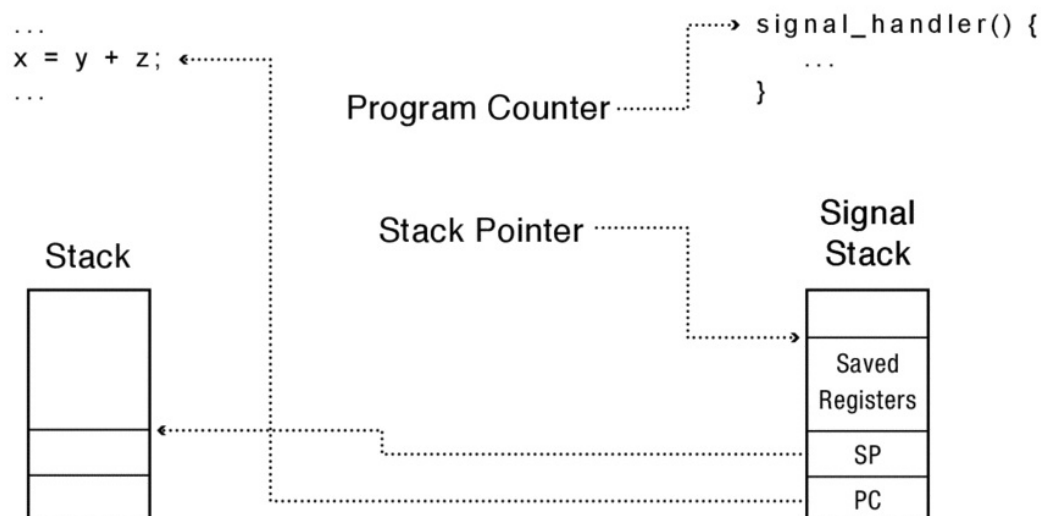 ...
x = y + z;
...
signal_handler() {
...
}
Program Counter
Stack Pointer
Stack
Signal
Stack
Saved
Registers
SP
PC